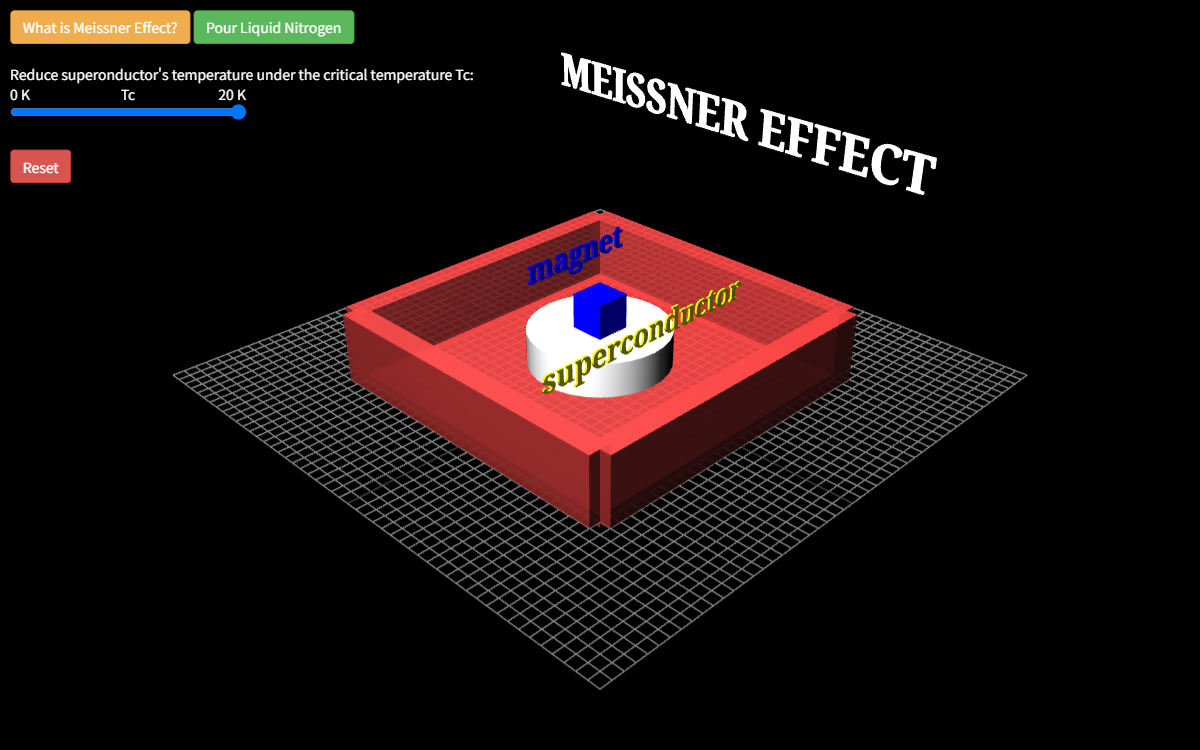 What is Meissner Effect? Pour Liquid Nitrogen
Reduce superonductor's temperature under the critical temperature Tc:
0 K Tc 20 K
Reset
MEISSNER EFFECT
magnet
superconductor